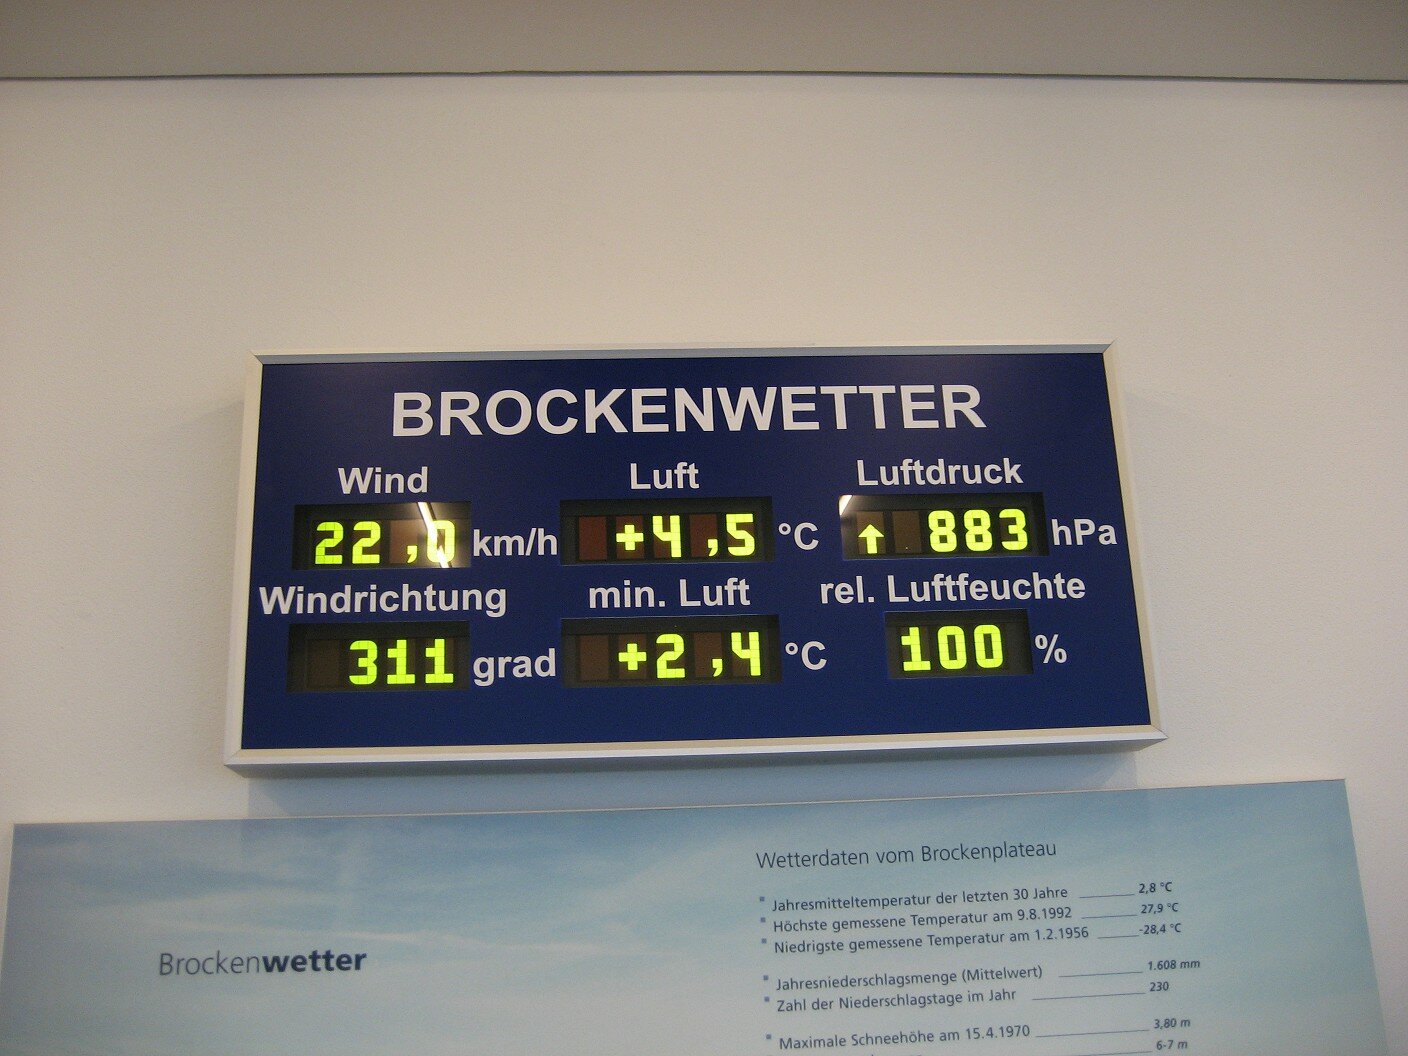 BROCKENWETTER
Wind Luft Luftdruck
22,0 km/h +4,5 °C ↑ 883 hPa
Windrichtung min. Luft rel. Luftfeuchte
311 grad +2,4 °C 100 %
Wetterdaten vom Brockenplateau
Jahresmitteltemperatur der letzten 30 Jahre 2,8 °C
Höchste gemessene Temperatur am 9.8.1992 27,9 °C
Niedrigste gemessene Temperatur am 1.2.1956 -28,4 °C
Brockenwetter
Jahresniederschlagsmenge (Mittelwert) 1.608 mm
Zahl der Niederschlagstage im Jahr 230
Maximale Schneehöhe am 15.4.1970 3,80 m
6-7 m